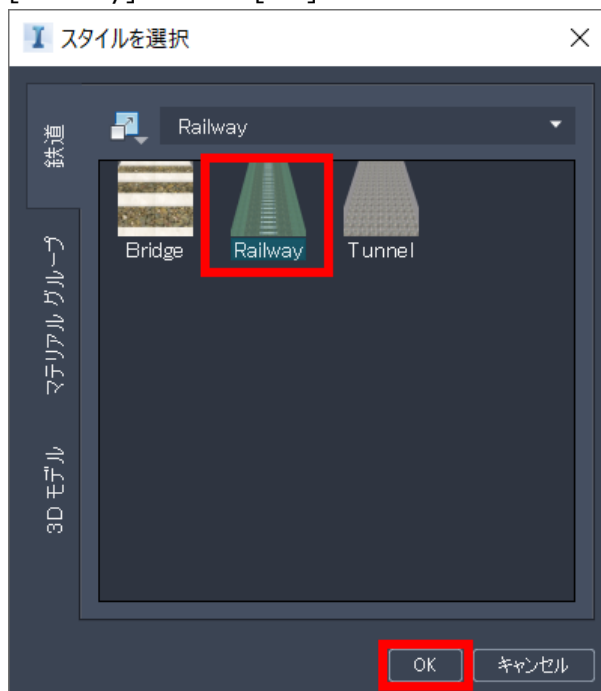 スタイルを選択
鉄道
マテリアル グループ
3D モデル
Railway
Bridge
Railway
Tunnel
OK
キャンセル